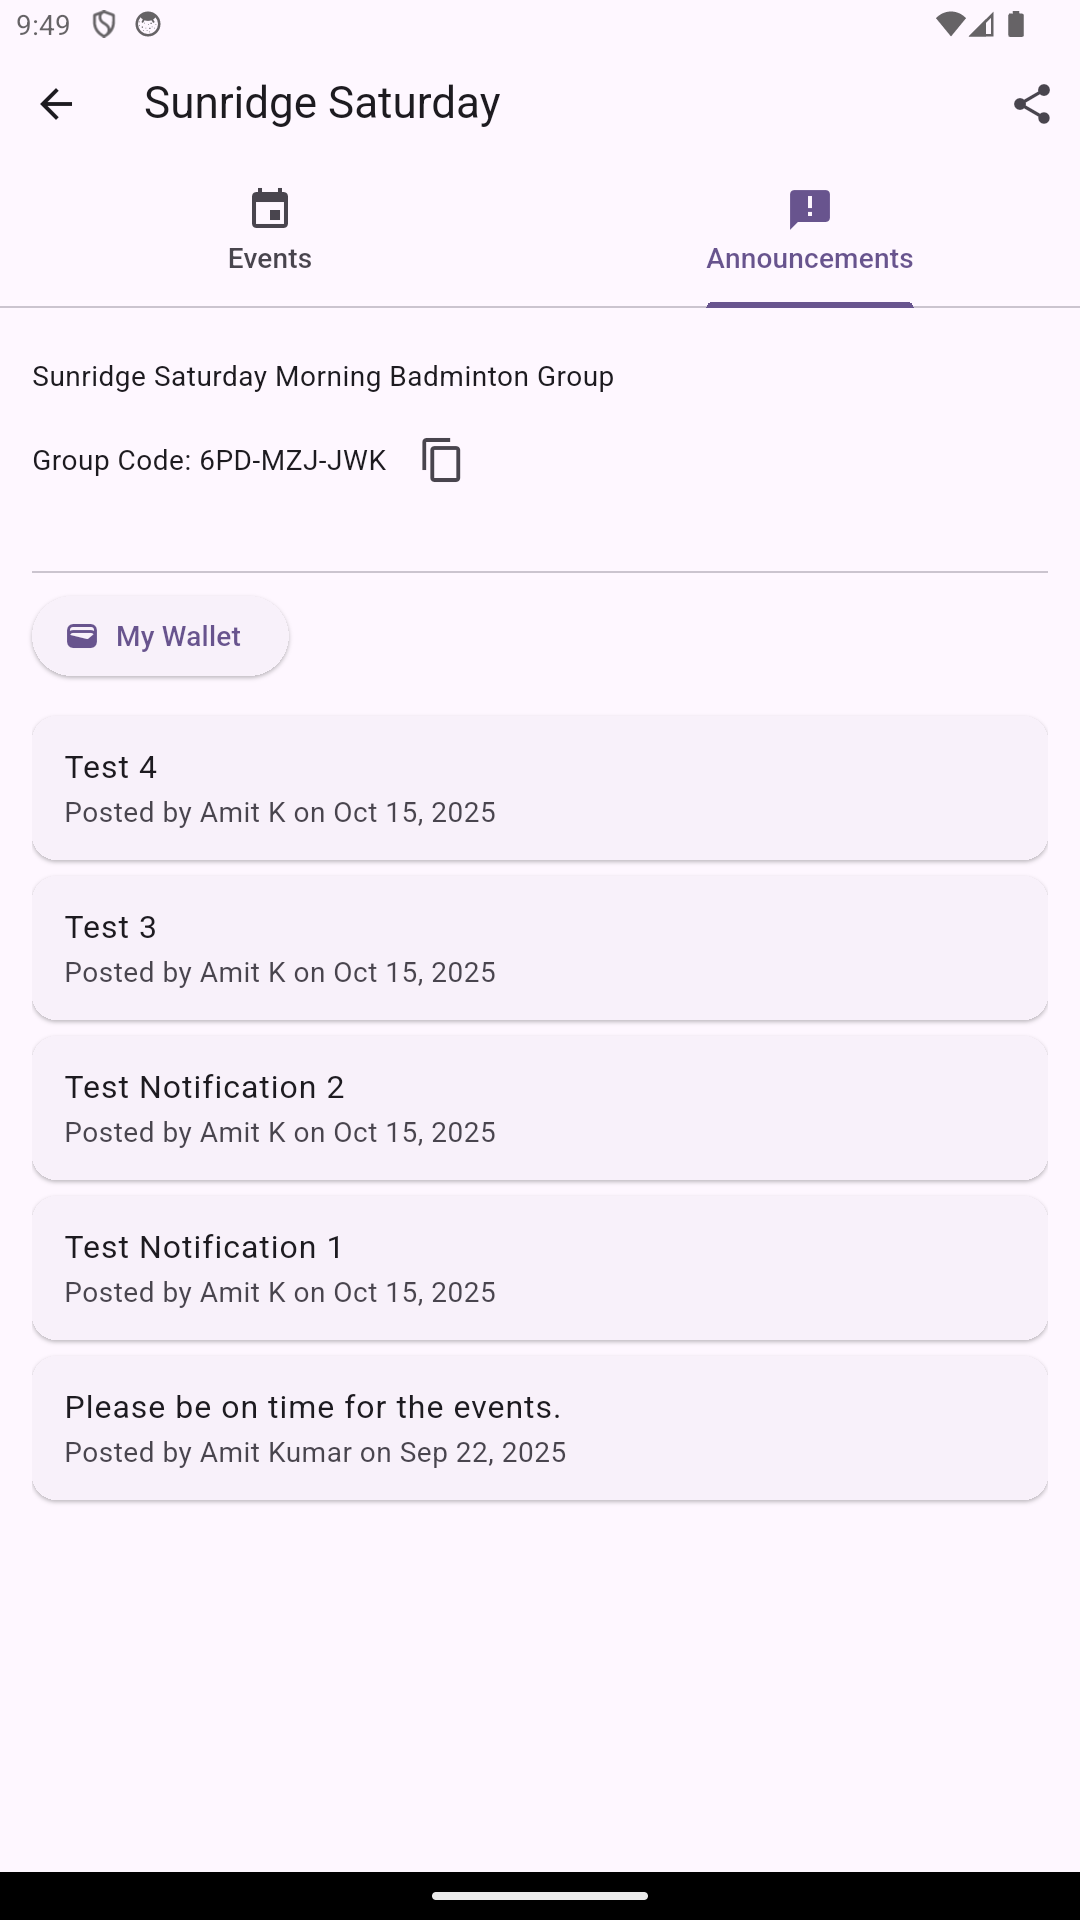 9:49
Sunridge Saturday
Events
Announcements
Sunridge Saturday Morning Badminton Group
Group Code: 6PD-MZJ-JWK
My Wallet
Test 4
Posted by Amit K on Oct 15, 2025
Test 3
Posted by Amit K on Oct 15, 2025
Test Notification 2
Posted by Amit K on Oct 15, 2025
Test Notification 1
Posted by Amit K on Oct 15, 2025
Please be on time for the events.
Posted by Amit Kumar on Sep 22, 2025